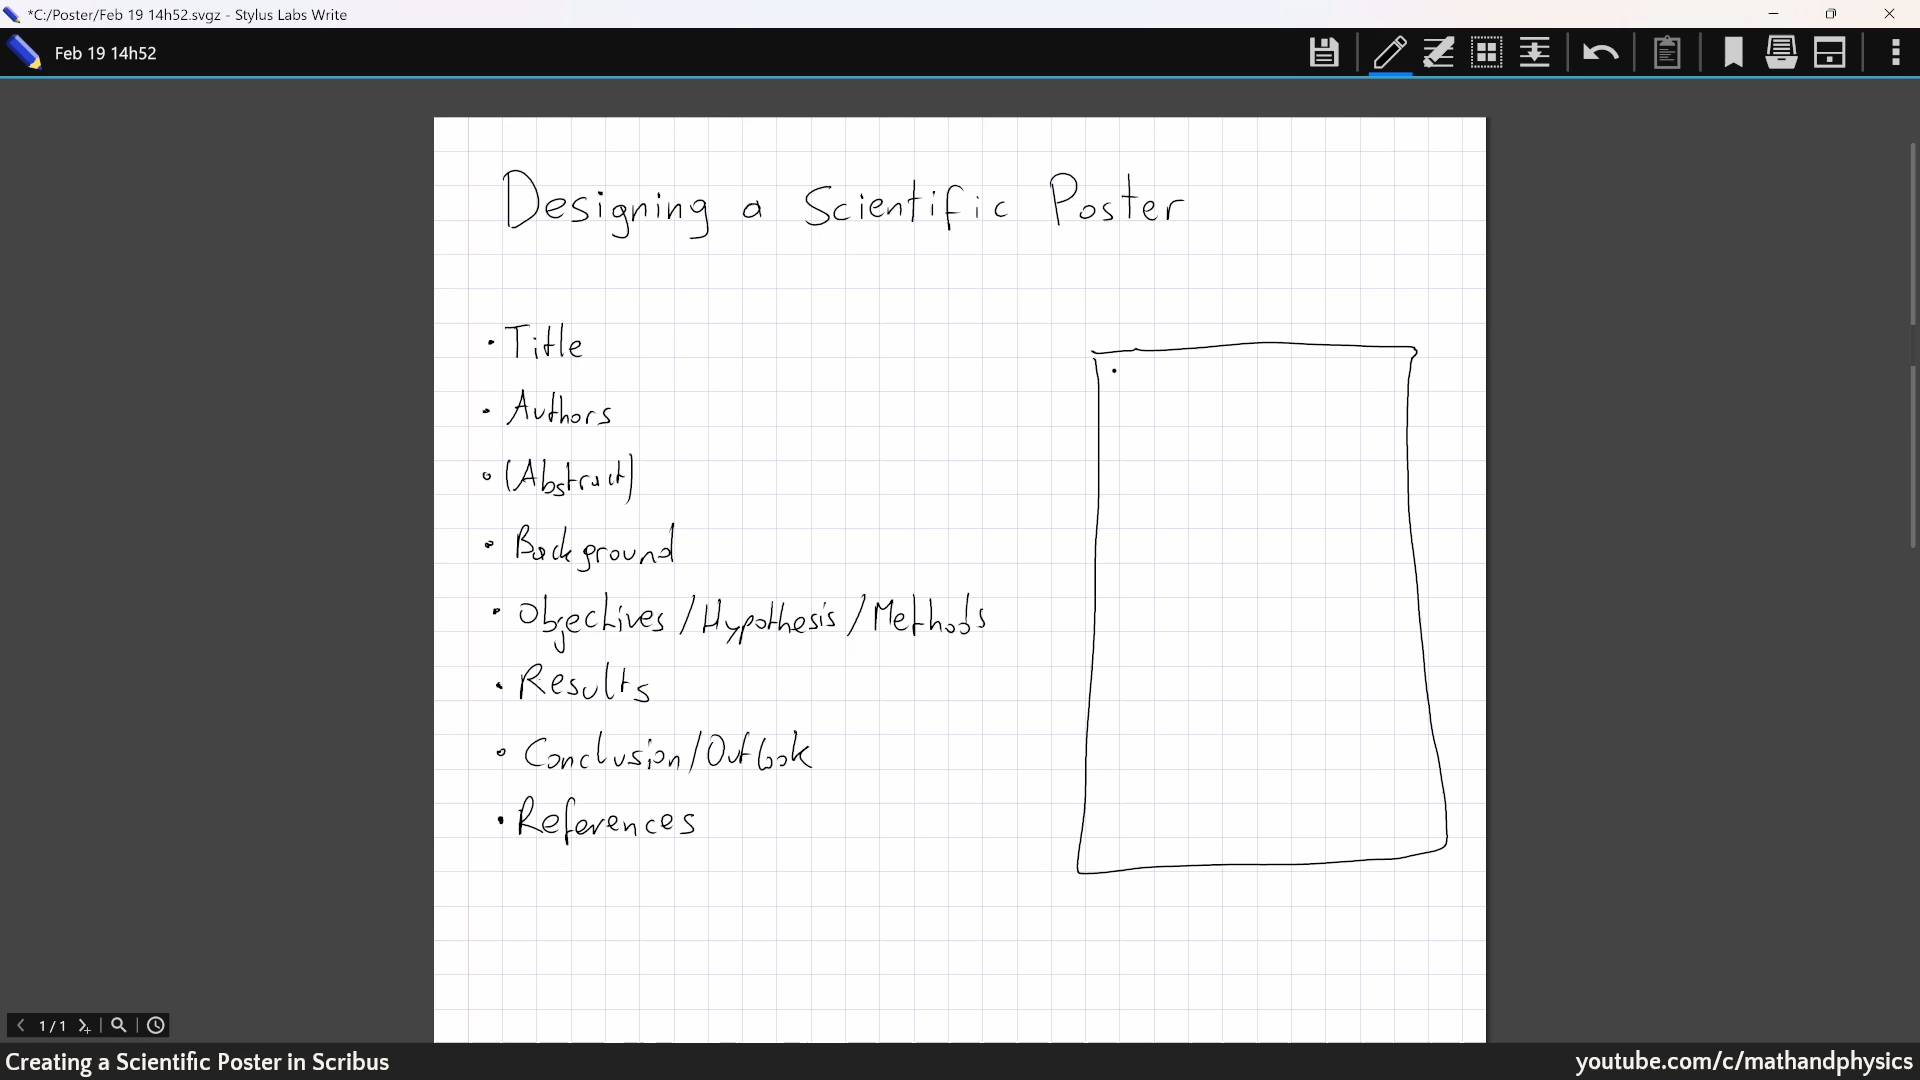 *C:/Poster/Feb 19 14h52.svgz - Stylus Labs Write
Feb 19 14h52
Designing a Scientific Poster
• Title
• Authors
• (Abstract)
• Background
• Objectives / Hypothesis / Methods
• Results
• Conclusion / Outlook
• References
1 / 1
Creating a Scientific Poster in Scribus
youtube.com/c/mathandphysics